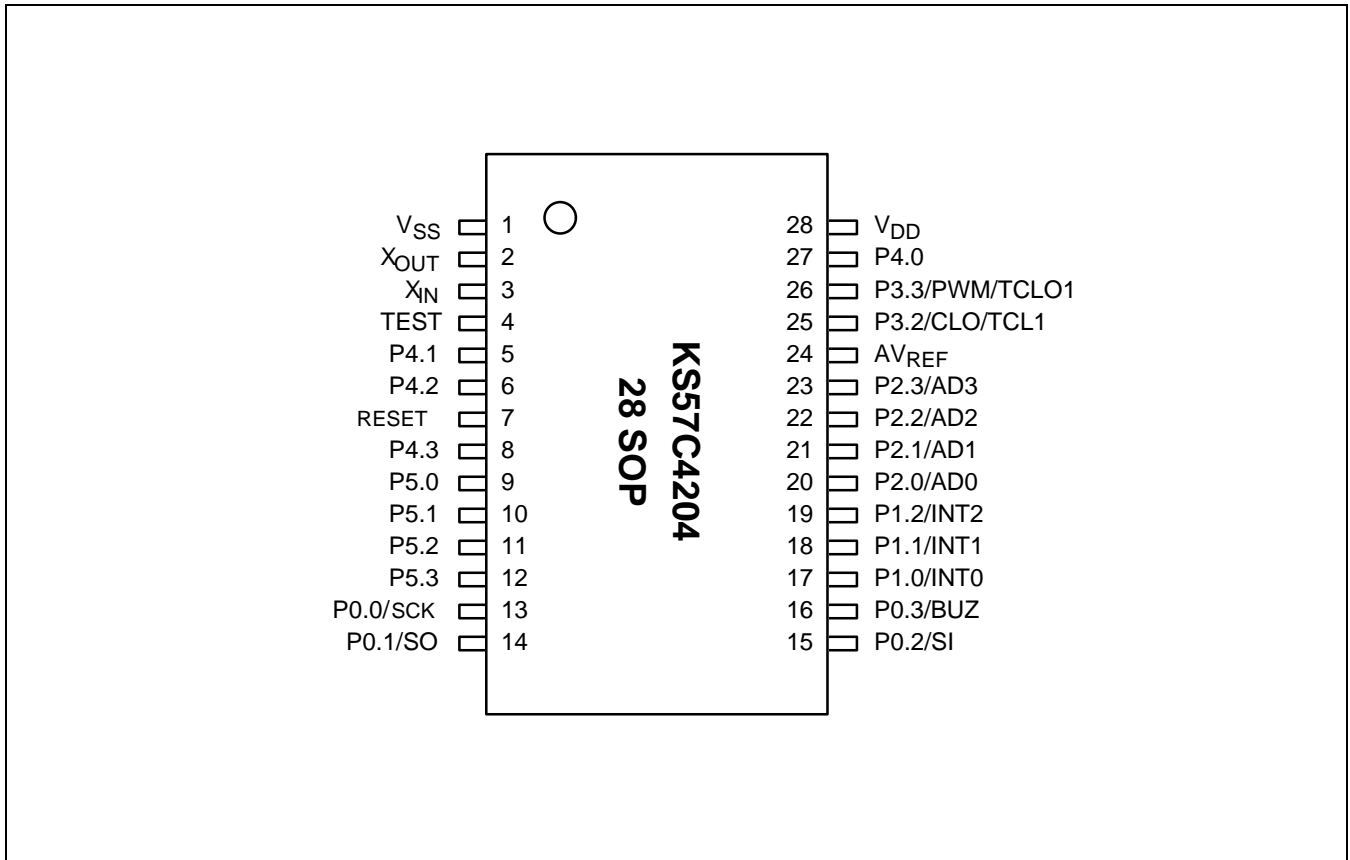 VSS 1 28 VDD
XOUT 2 27 P4.0
XIN 3 26 P3.3/PWM/TCLO1
TEST 4 25 P3.2/CLO/TCL1
P4.1 5 24 AVREF
P4.2 6 23 P2.3/AD3
RESET 7 22 P2.2/AD2
P4.3 8 21 P2.1/AD1
P5.0 9 20 P2.0/AD0
P5.1 10 19 P1.2/INT2
P5.2 11 18 P1.1/INT1
P5.3 12 17 P1.0/INT0
P0.0/SCK 13 16 P0.3/BUZ
P0.1/SO 14 15 P0.2/SI
KS57C4204
28 SOP